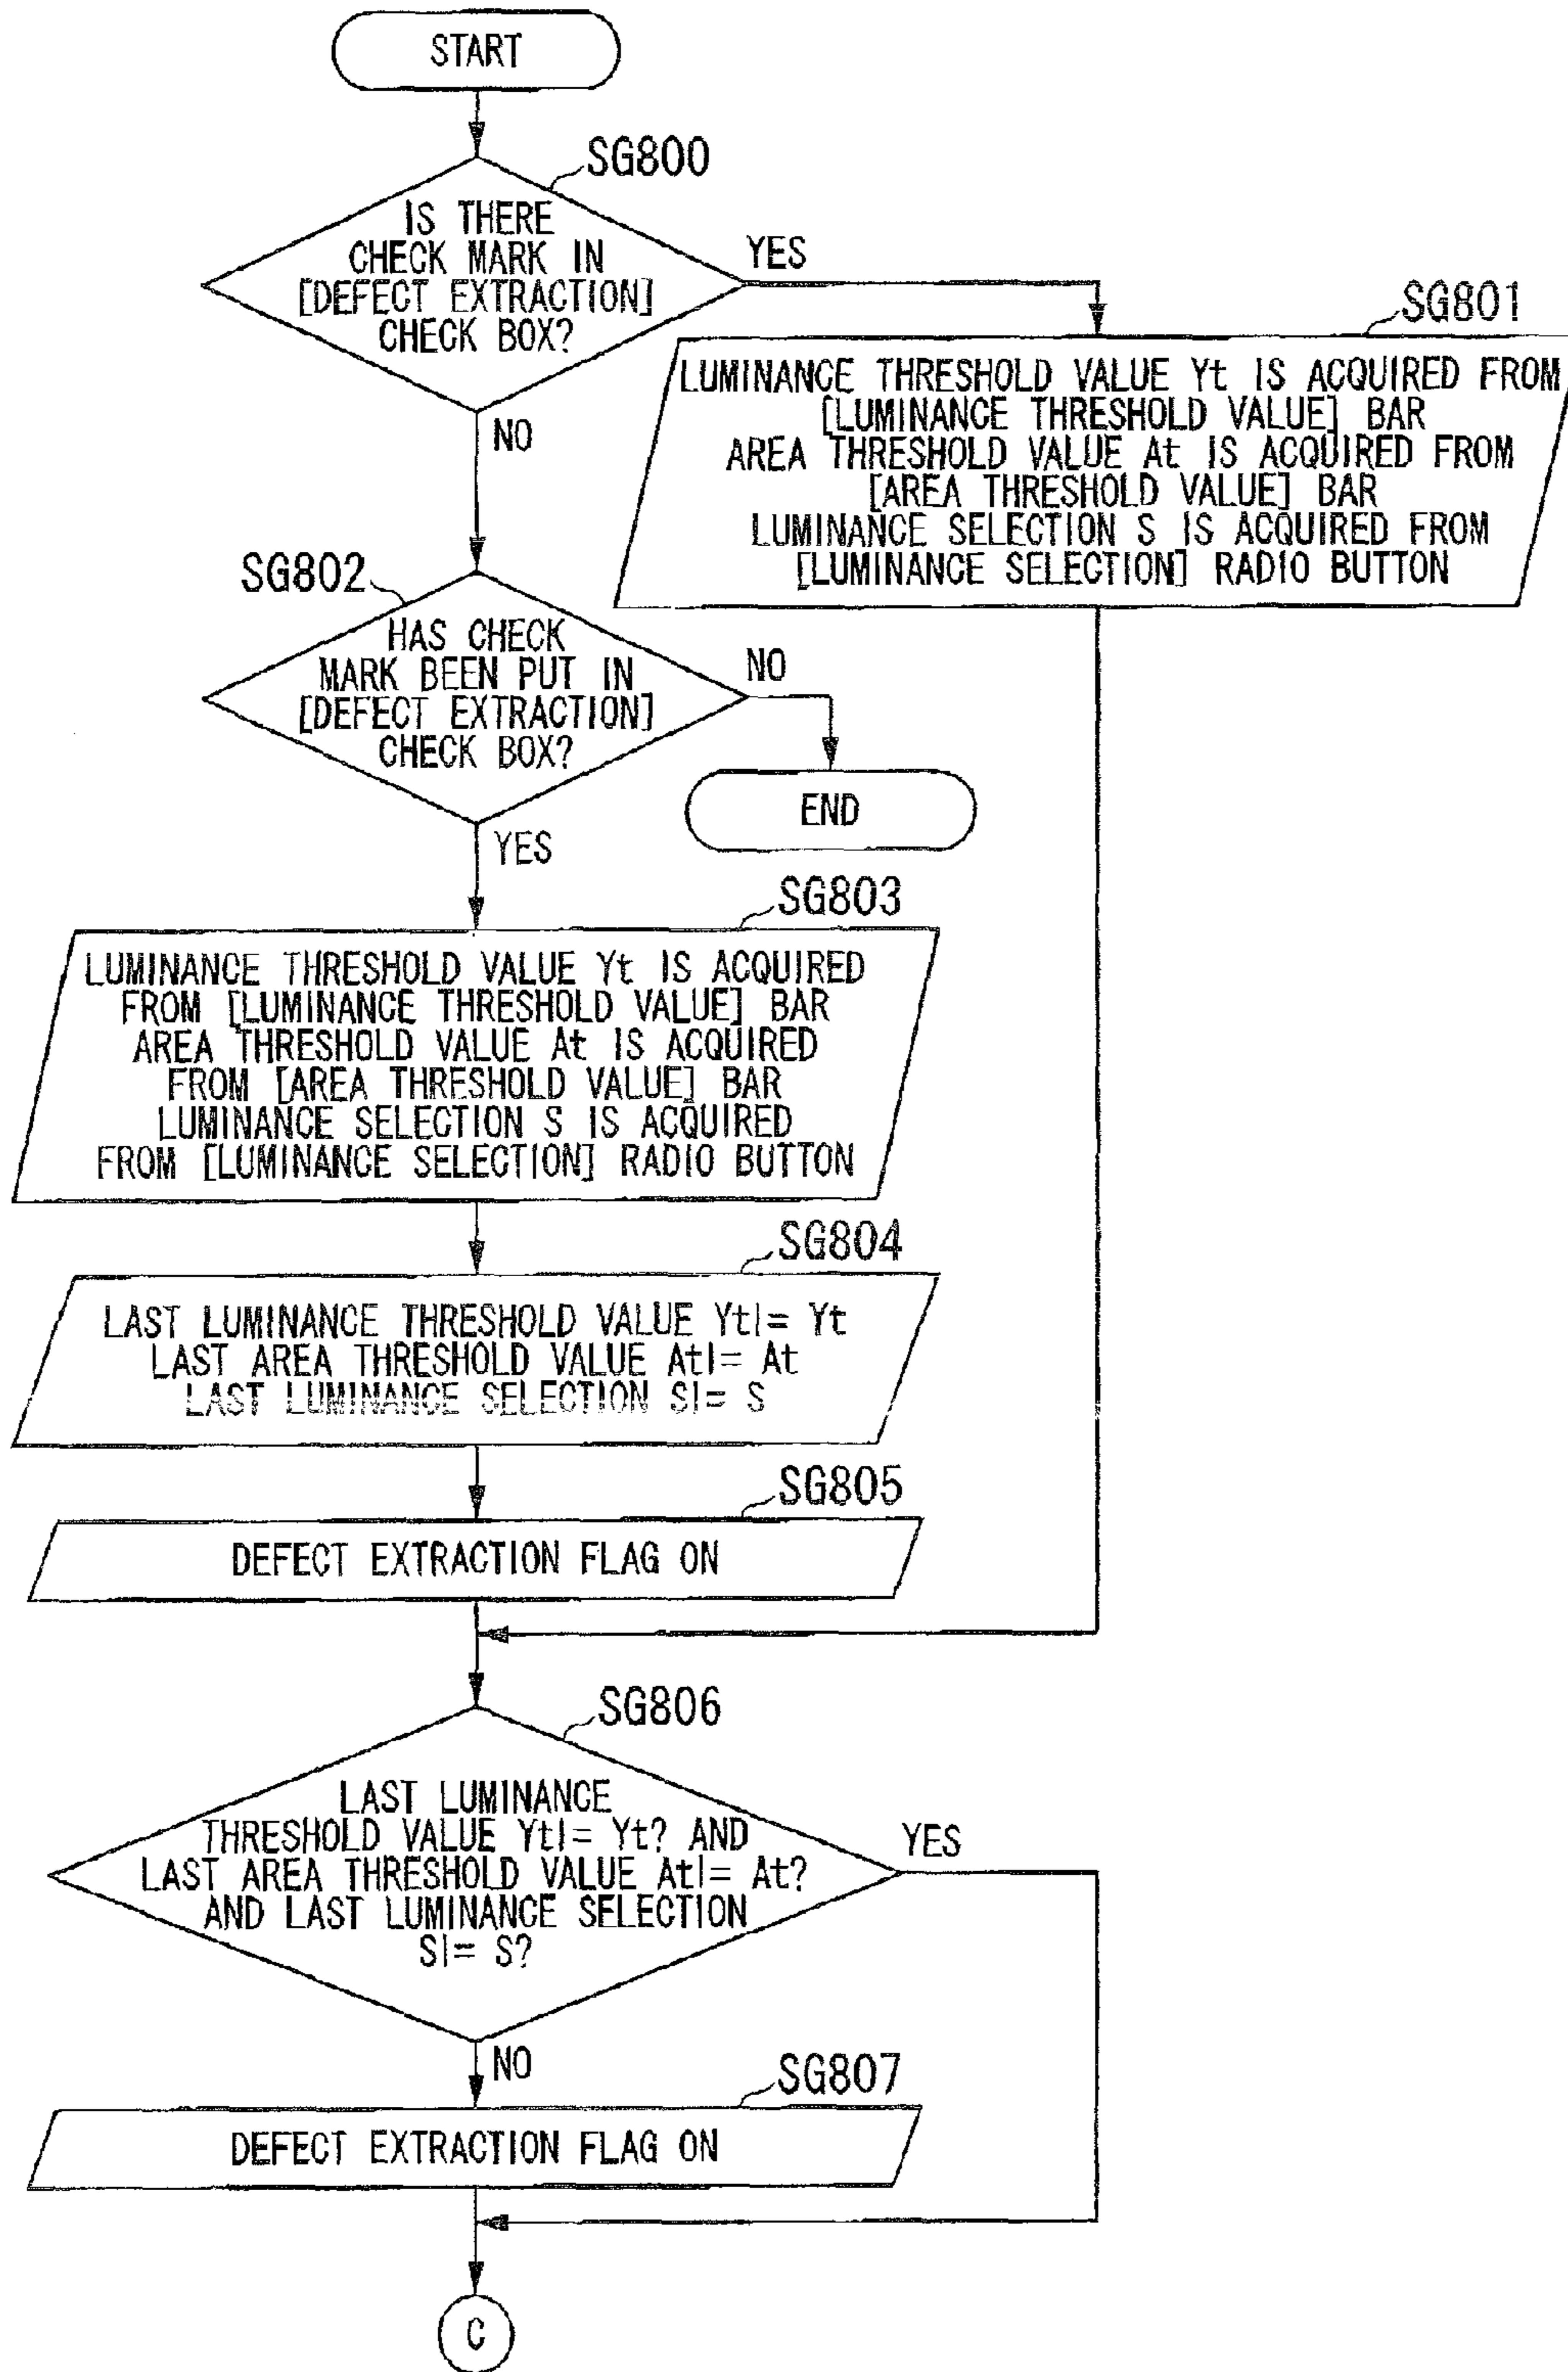 START
SG800
IS THERE
CHECK MARK IN
[DEFECT EXTRACTION]
CHECK BOX?
YES
NO
SG801
LUMINANCE THRESHOLD VALUE Yt IS ACQUIRED FROM
[LUMINANCE THRESHOLD VALUE] BAR
AREA THRESHOLD VALUE At IS ACQUIRED FROM
[AREA THRESHOLD VALUE] BAR
LUMINANCE SELECTION S IS ACQUIRED FROM
[LUMINANCE SELECTION] RADIO BUTTON
SG802
HAS CHECK
MARK BEEN PUT IN
[DEFECT EXTRACTION]
CHECK BOX?
NO
END
YES
SG803
LUMINANCE THRESHOLD VALUE Yt IS ACQUIRED
FROM [LUMINANCE THRESHOLD VALUE] BAR
AREA THRESHOLD VALUE At IS ACQUIRED
FROM [AREA THRESHOLD VALUE] BAR
LUMINANCE SELECTION S IS ACQUIRED
FROM [LUMINANCE SELECTION] RADIO BUTTON
SG804
LAST LUMINANCE THRESHOLD VALUE Ytl= Yt
LAST AREA THRESHOLD VALUE Atl= At
LAST LUMINANCE SELECTION Sl= S
SG805
DEFECT EXTRACTION FLAG ON
SG806
LAST LUMINANCE
THRESHOLD VALUE Ytl= Yt? AND
LAST AREA THRESHOLD VALUE Atl= At?
AND LAST LUMINANCE SELECTION
Sl= S?
YES
NO
SG807
DEFECT EXTRACTION FLAG ON
C